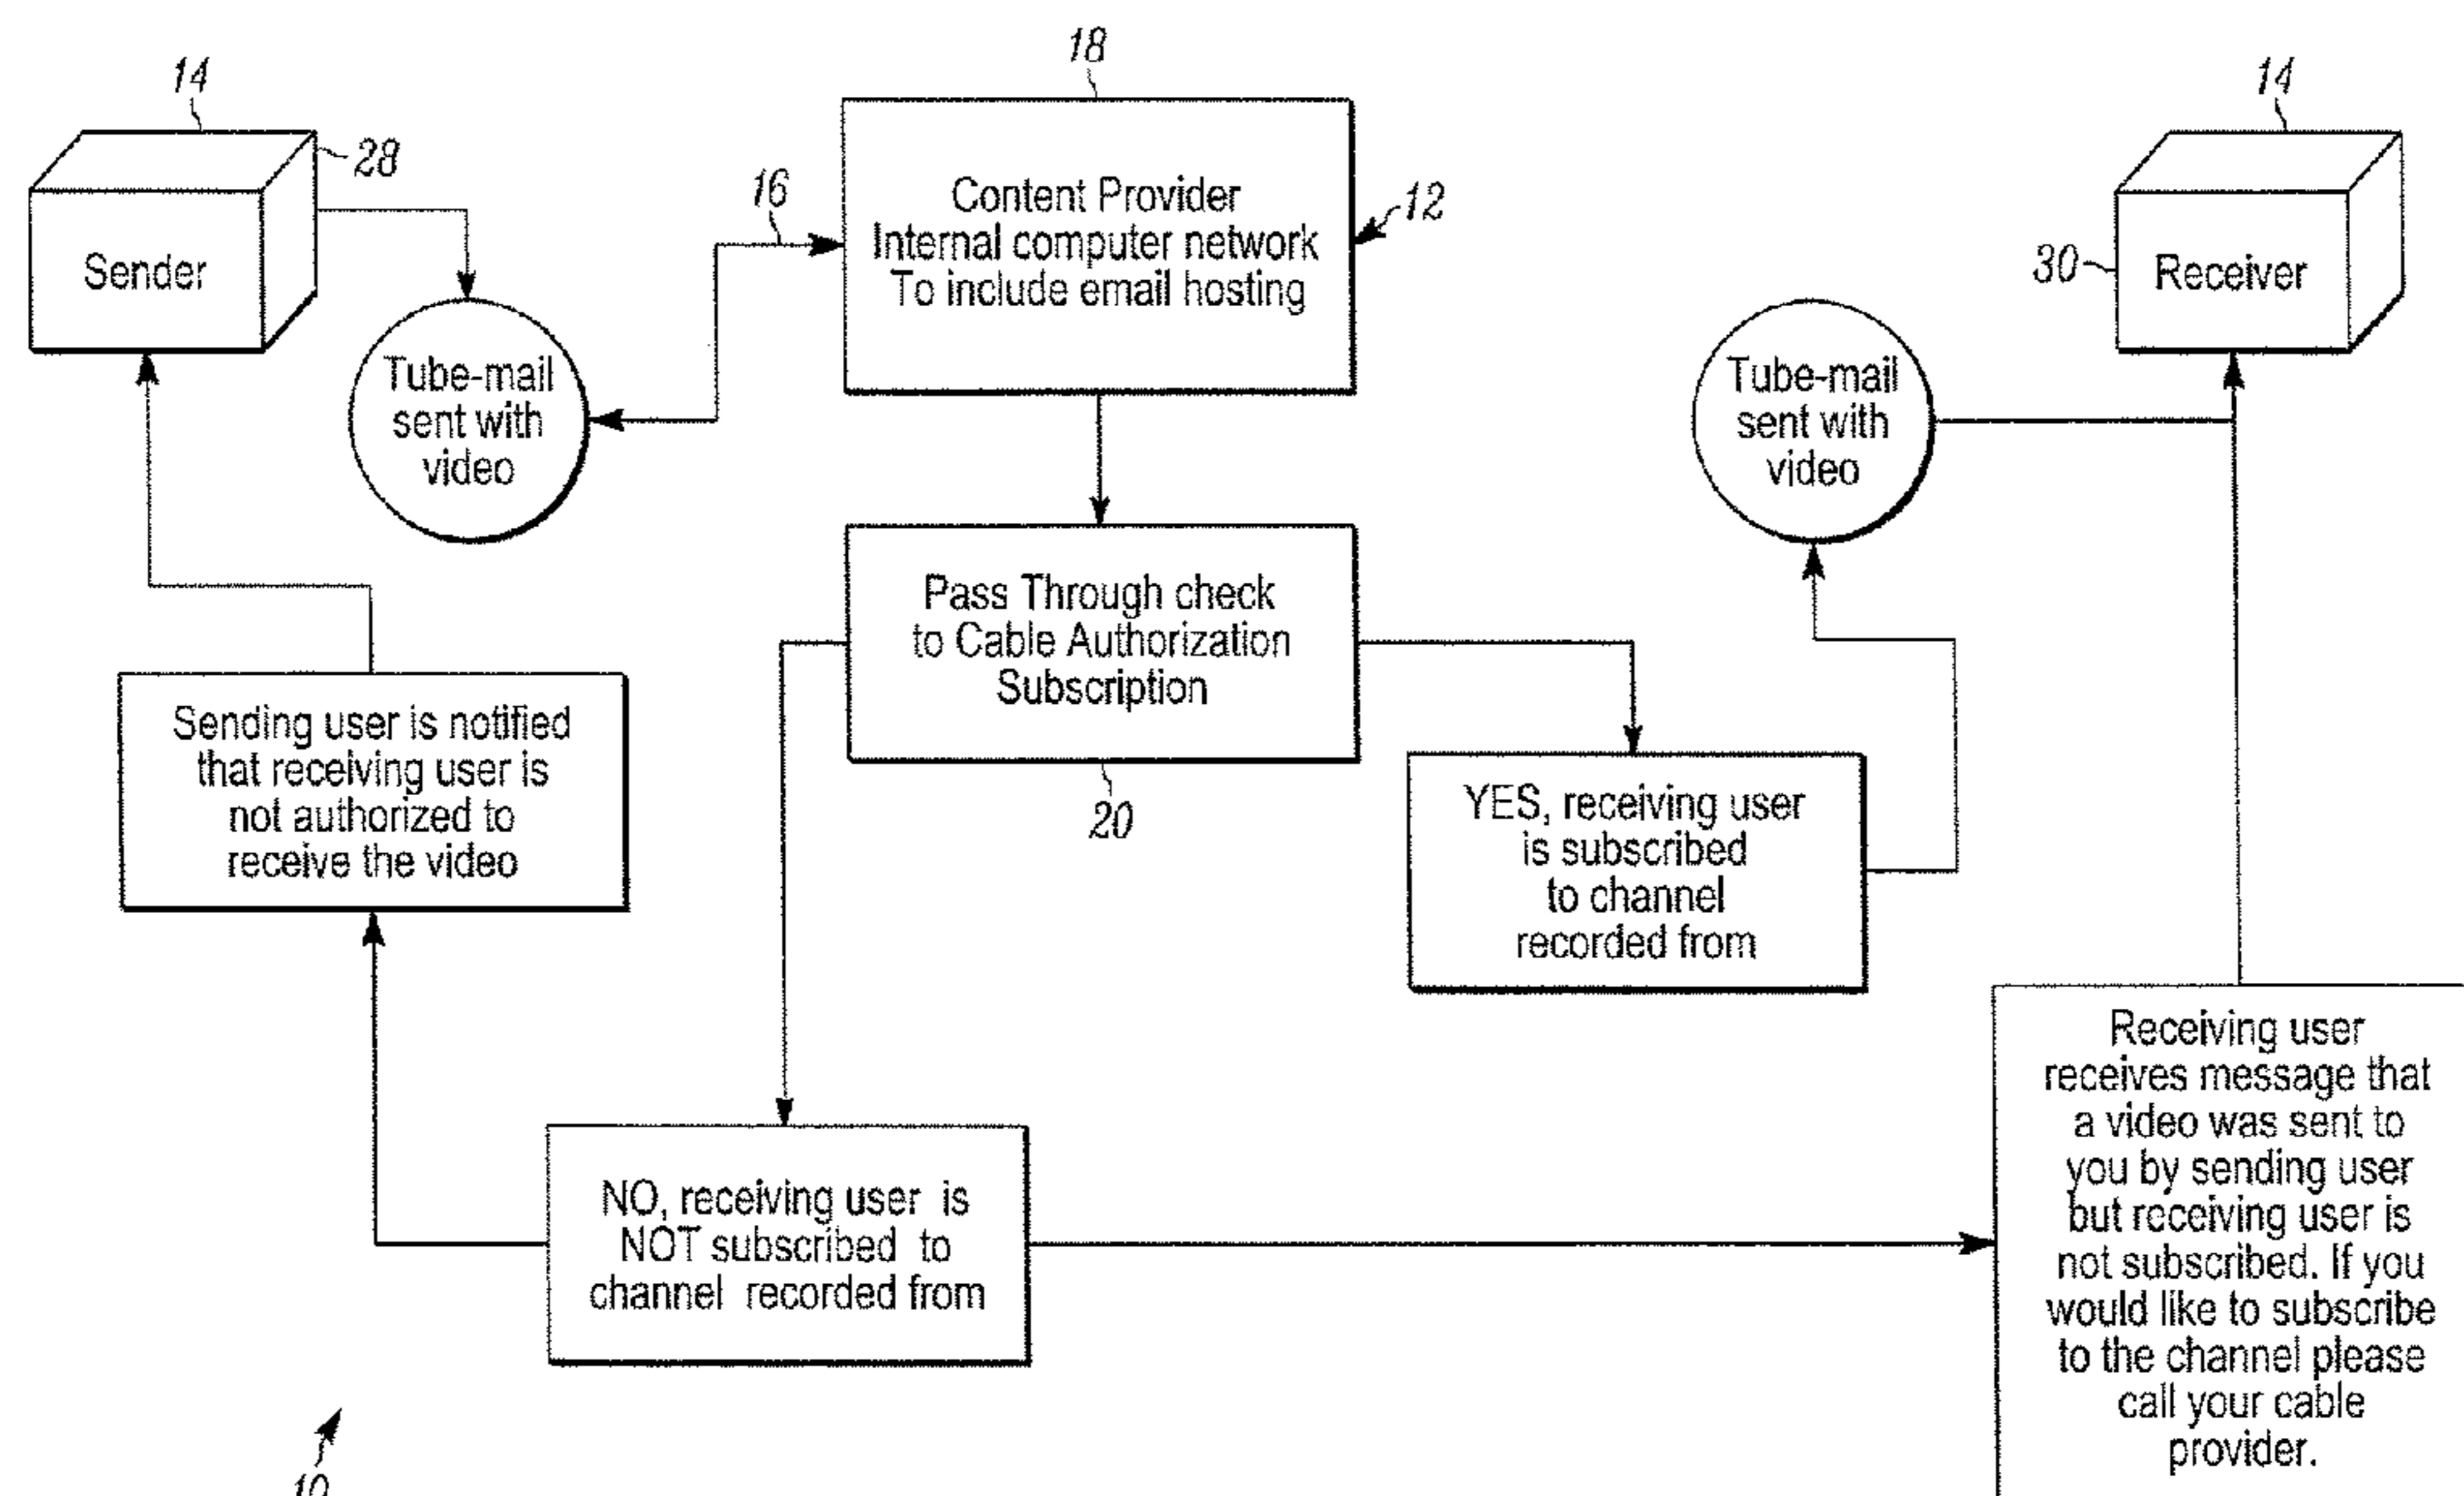 18
14
14
28
16
Content Provider
Internal computer network
To include email hosting
12
Sender
30
Receiver
Tube-mail
sent with
video
Tube-mail
sent with
video
Pass Through check
to Cable Authorization
Subscription
20
Sending user is notified
that receiving user is
not authorized to
receive the video
YES, receiving user
is subscribed
to channel
recorded from
NO, receiving user is
NOT subscribed to
channel recorded from
Receiving user
receives message that
a video was sent to
you by sending user
but receiving user is
not subscribed. If you
would like to subscribe
to the channel please
call your cable
provider.
10